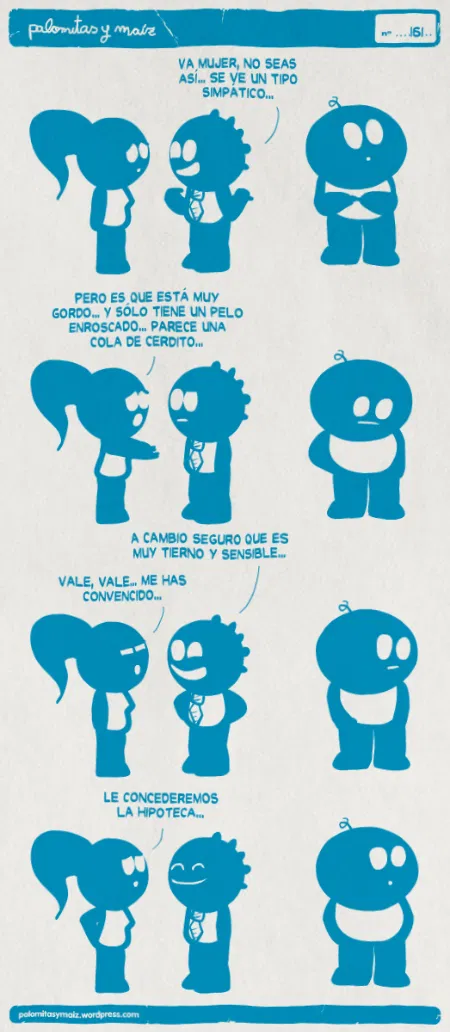 palomitas y maíz
nº ...161..
VA MUJER, NO SEAS
ASÍ... SE VE UN TIPO
SIMPÁTICO...
PERO ES QUE ESTÁ MUY
GORDO... Y SÓLO TIENE UN PELO
ENROSCADO... PARECE UNA
COLA DE CERDITO...
A CAMBIO SEGURO QUE ES
MUY TIERNO Y SENSIBLE...
VALE, VALE... ME HAS
CONVENCIDO...
LE CONCEDEREMOS
LA HIPOTECA...
palomitasymaiz.wordpress.com